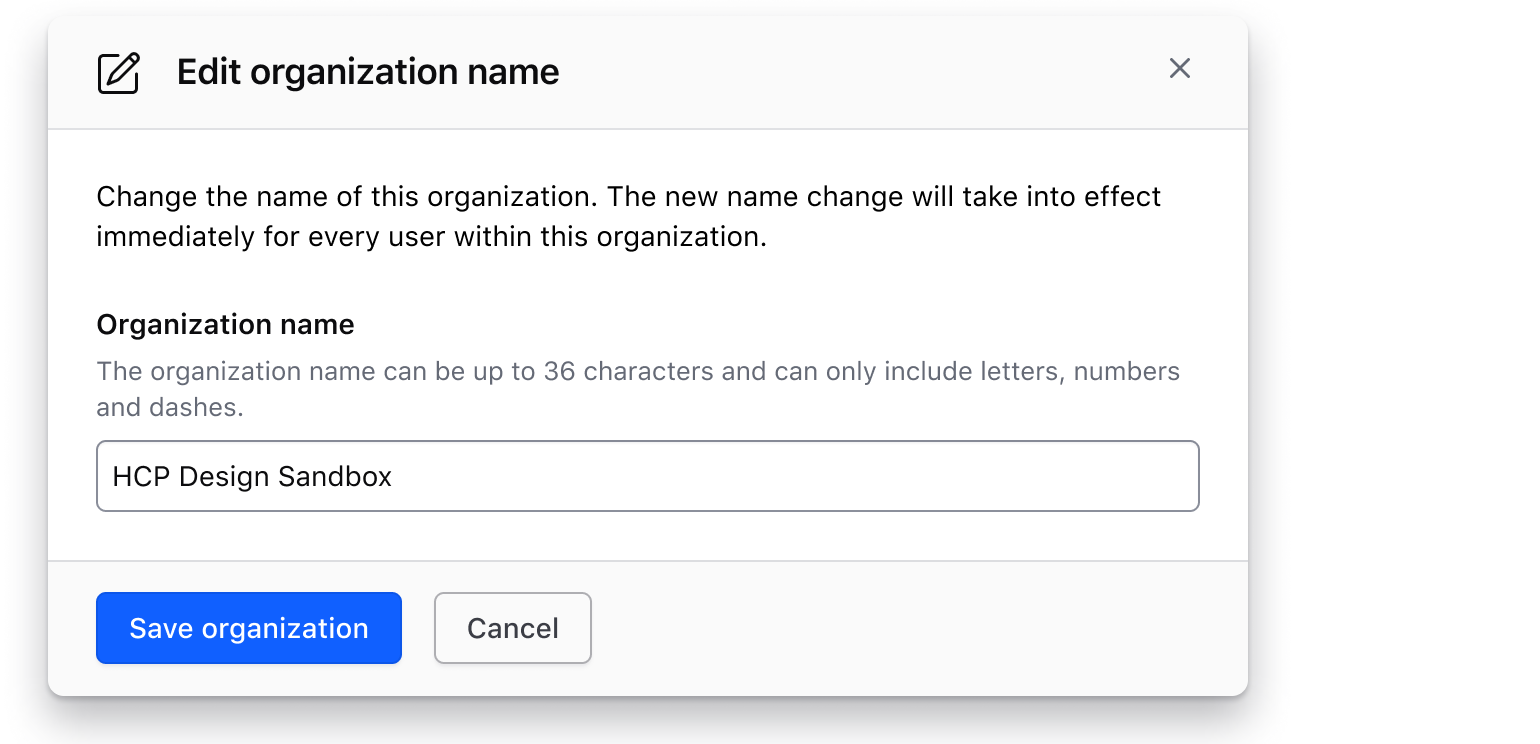 Edit organization name
Change the name of this organization. The new name change will take into effect
immediately for every user within this organization.
Organization name
The organization name can be up to 36 characters and can only include letters, numbers
and dashes.
HCP Design Sandbox
Save organization
Cancel